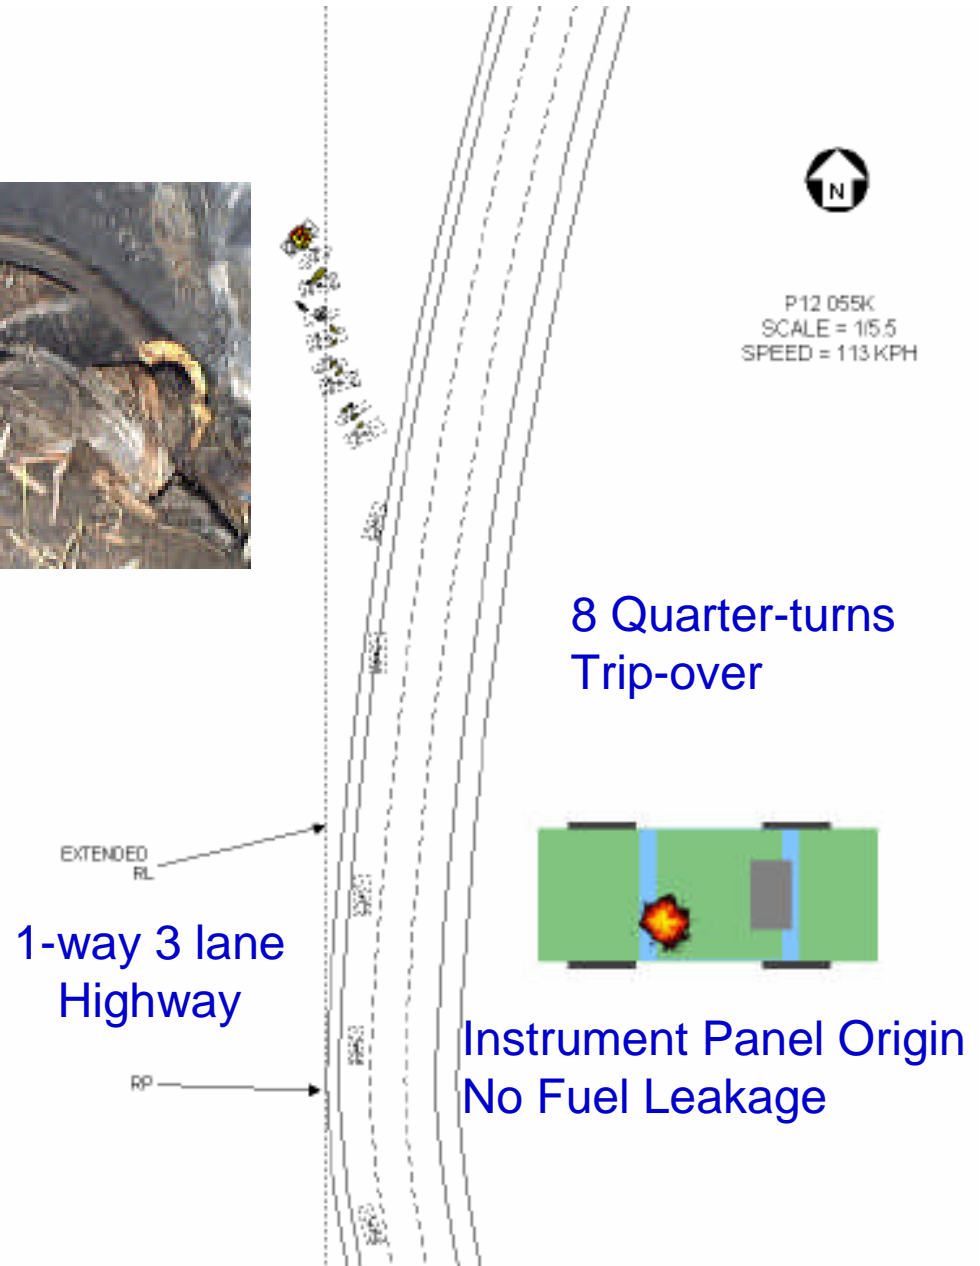 N
P12 055K
SCALE = 1/5.5
SPEED = 113 KPH
8 Quarter-turns
Trip-over
EXTENDED
RL
1-way 3 lane
Highway
Instrument Panel Origin
No Fuel Leakage
RP